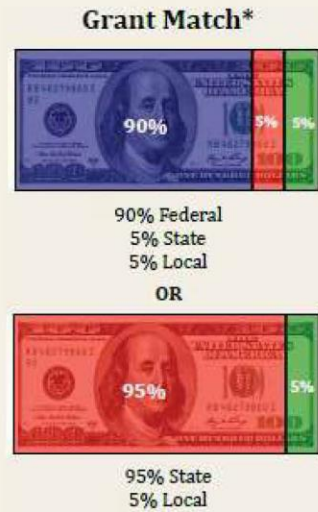 Grant Match*
90% 5% 5%
90% Federal
5% State
5% Local
OR
95% 5%
95% State
5% Local